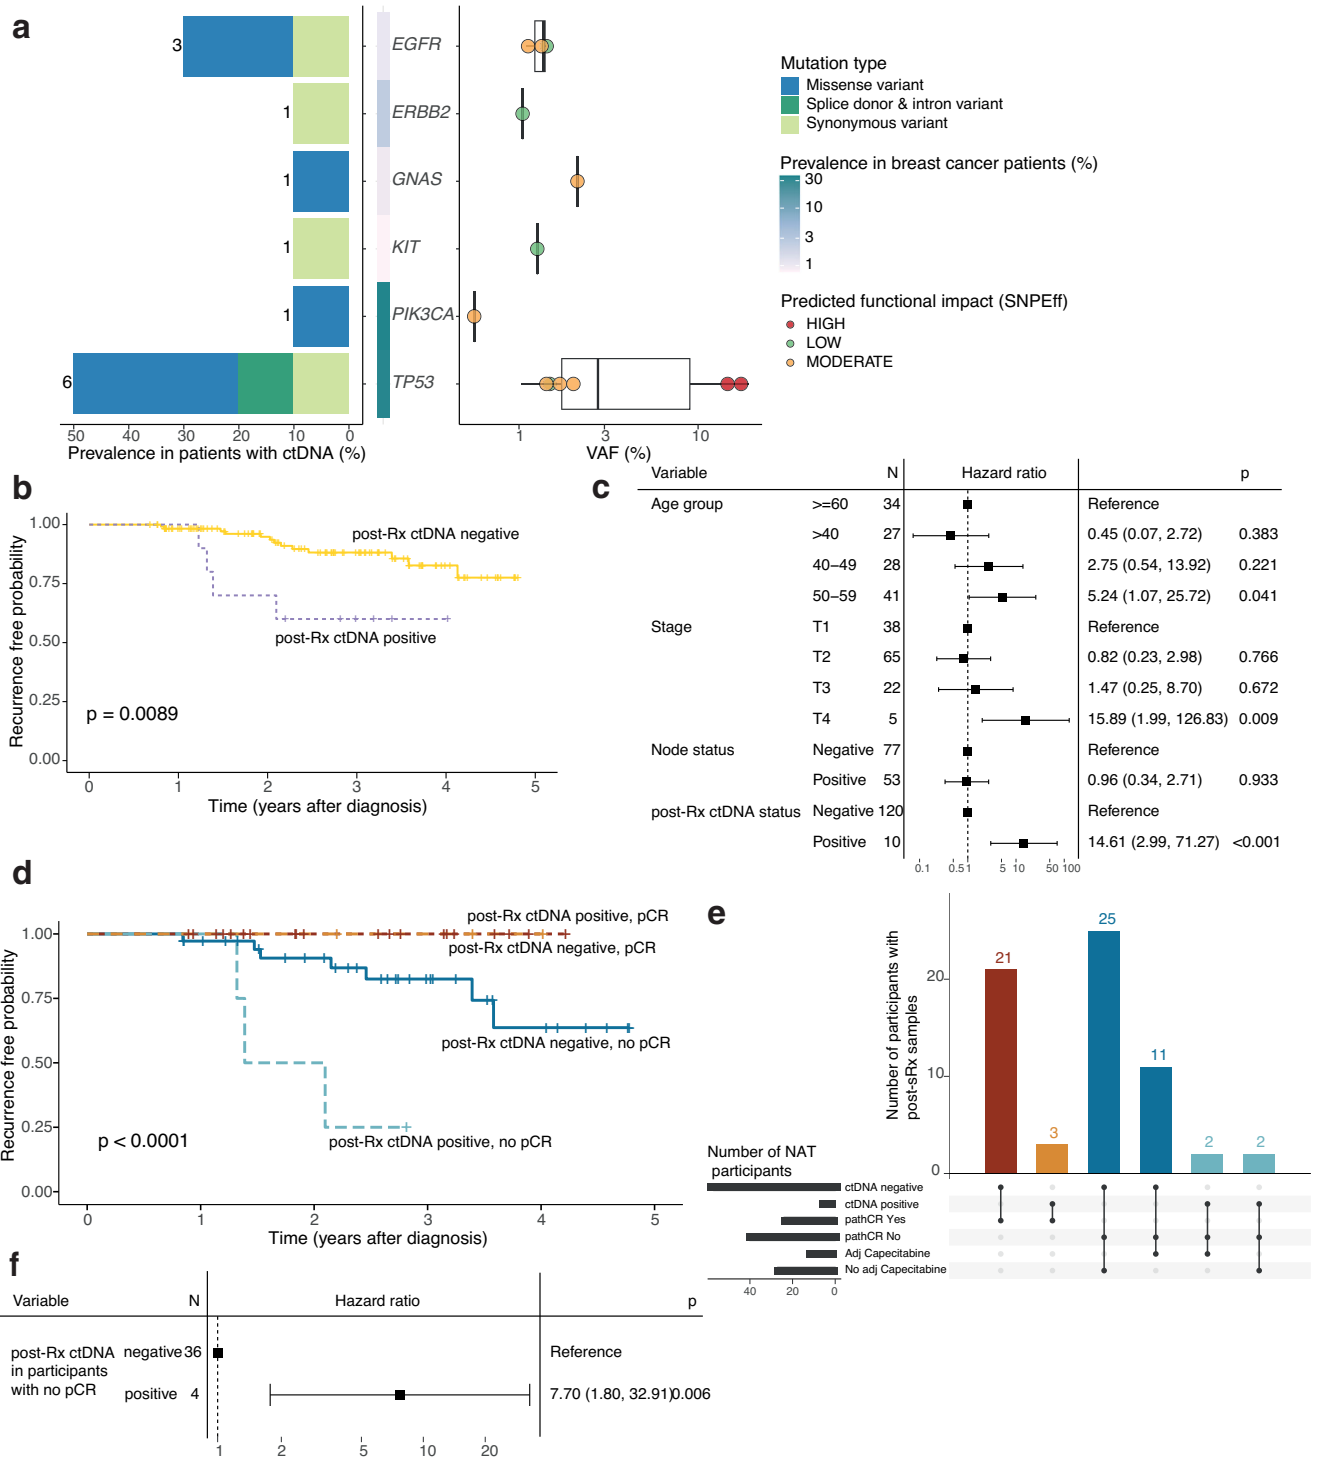 a
3
1
1
1
1
6
50 40 30 20 10 0
Prevalence in patients with ctDNA (%)
EGFR
ERBB2
GNAS
KIT
PIK3CA
TP53
1 3 10
VAF (%)
Mutation type
Missense variant
Splice donor & intron variant
Synonymous variant
Prevalence in breast cancer patients (%)
30
10
3
1
Predicted functional impact (SNPEff)
HIGH
LOW
MODERATE
b
Recurrence free probability
1.00
0.75
0.50
0.25
0.00
post-Rx ctDNA negative
post-Rx ctDNA positive
p = 0.0089
0 1 2 3 4 5
Time (years after diagnosis)
c
Variable N Hazard ratio p
Age group >=60 34 Reference
>40 27 0.45 (0.07, 2.72) 0.383
40–49 28 2.75 (0.54, 13.92) 0.221
50–59 41 5.24 (1.07, 25.72) 0.041
Stage T1 38 Reference
T2 65 0.82 (0.23, 2.98) 0.766
T3 22 1.47 (0.25, 8.70) 0.672
T4 5 15.89 (1.99, 126.83) 0.009
Node status Negative 77 Reference
Positive 53 0.96 (0.34, 2.71) 0.933
post-Rx ctDNA status Negative 120 Reference
Positive 10 14.61 (2.99, 71.27) <0.001
0.1 0.5 1 5 10 50 100
d
Recurrence free probability
1.00
0.75
0.50
0.25
0.00
post-Rx ctDNA positive, pCR
post-Rx ctDNA negative, pCR
post-Rx ctDNA negative, no pCR
post-Rx ctDNA positive, no pCR
p < 0.0001
0 1 2 3 4 5
Time (years after diagnosis)
e
Number of participants with
post-sRx samples
20
10
0
21
3
25
11
2
2
Number of NAT
participants
ctDNA negative
ctDNA positive
pathCR Yes
pathCR No
Adj Capecitabine
No adj Capecitabine
40 20 0
f
Variable N Hazard ratio p
post-Rx ctDNA negative 36 Reference
in participants
with no pCR positive 4 7.70 (1.80, 32.91) 0.006
1 2 5 10 20